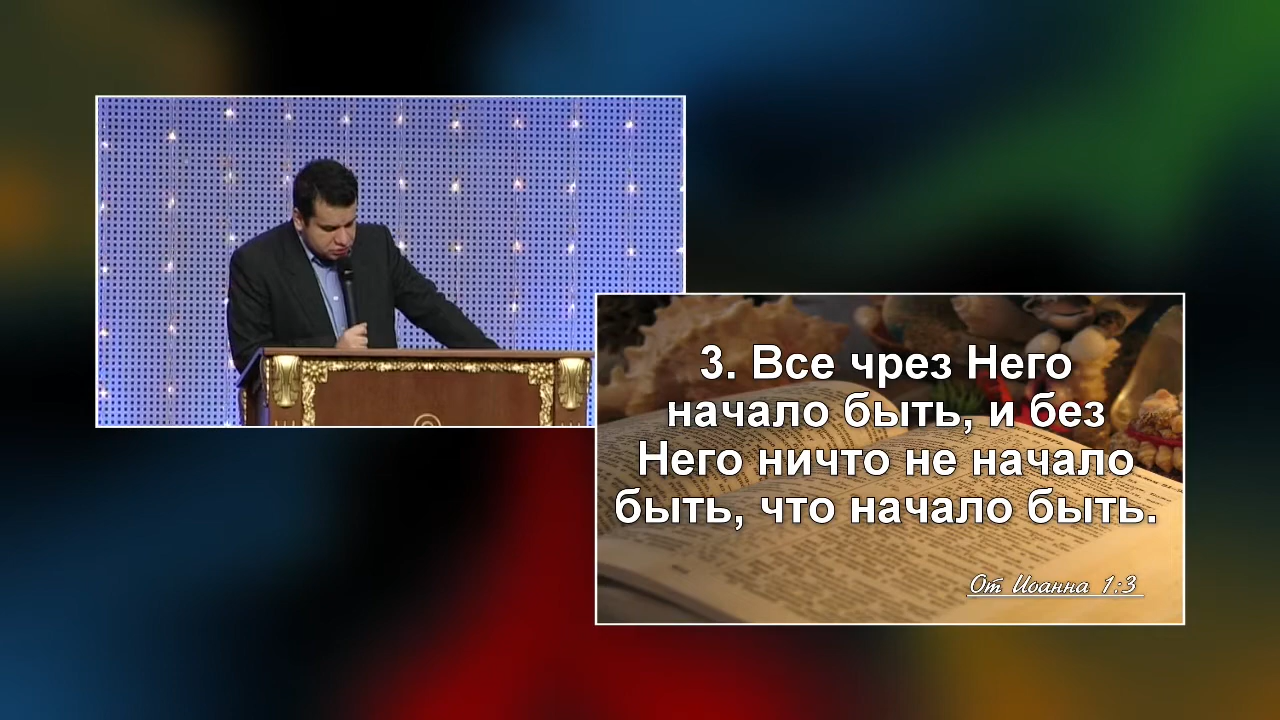 3. Все чрез Него
начало быть, и без
Него ничто не начало
быть, что начало быть.
От Иоанна 1:3